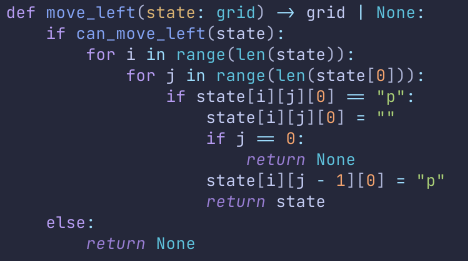 def move_left(state: grid) -> grid | None:
    if can_move_left(state):
        for i in range(len(state)):
            for j in range(len(state[0])):
                if state[i][j][0] == "p":
                    state[i][j][0] = ""
                    if j == 0:
                        return None
                    state[i][j - 1][0] = "p"
                    return state
    else:
        return None